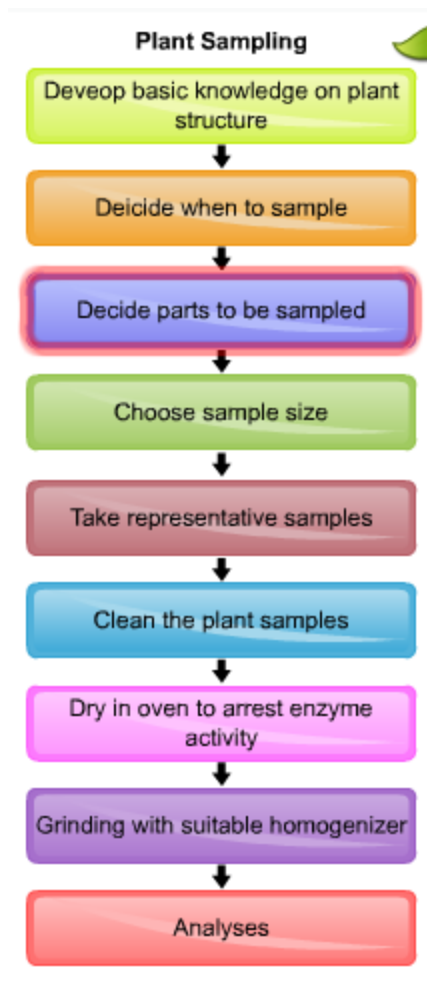 Plant Sampling
Deveop basic knowledge on plant
structure
Deicide when to sample
Decide parts to be sampled
Choose sample size
Take representative samples
Clean the plant samples
Dry in oven to arrest enzyme
activity
Grinding with suitable homogenizer
Analyses